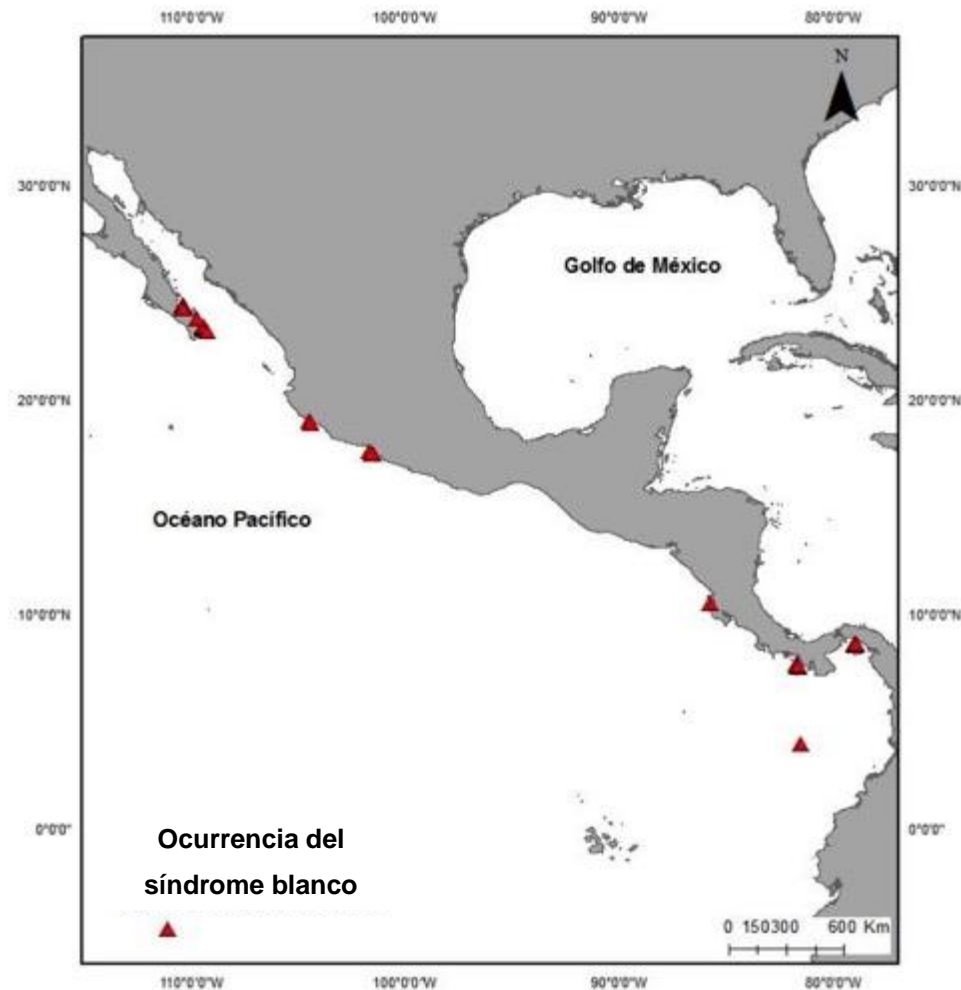 110°0'0"W 100°0'0"W 90°0'0"W 80°0'0"W
N
30°0'0"N 30°0'0"N
Golfo de México
20°0'0"N 20°0'0"N
Océano Pacífico
10°0'0"N 10°0'0"N
0°0'0" 0°0'0"
Ocurrencia del
síndrome blanco
0 150300 600 Km
110°0'0"W 100°0'0"W 90°0'0"W 80°0'0"W